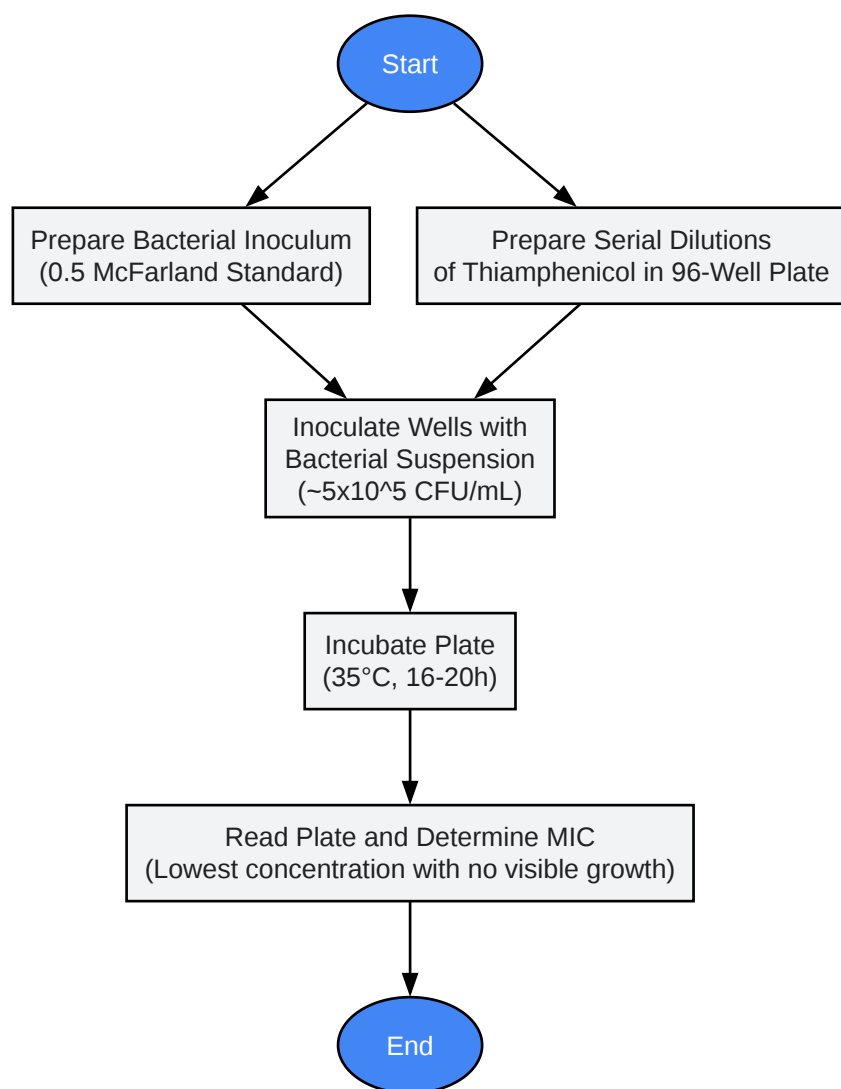 Start
Prepare Bacterial Inoculum
(0.5 McFarland Standard)
Prepare Serial Dilutions
of Thiamphenicol in 96-Well Plate
Inoculate Wells with
Bacterial Suspension
(~5x10^5 CFU/mL)
Incubate Plate
(35°C, 16-20h)
Read Plate and Determine MIC
(Lowest concentration with no visible growth)
End